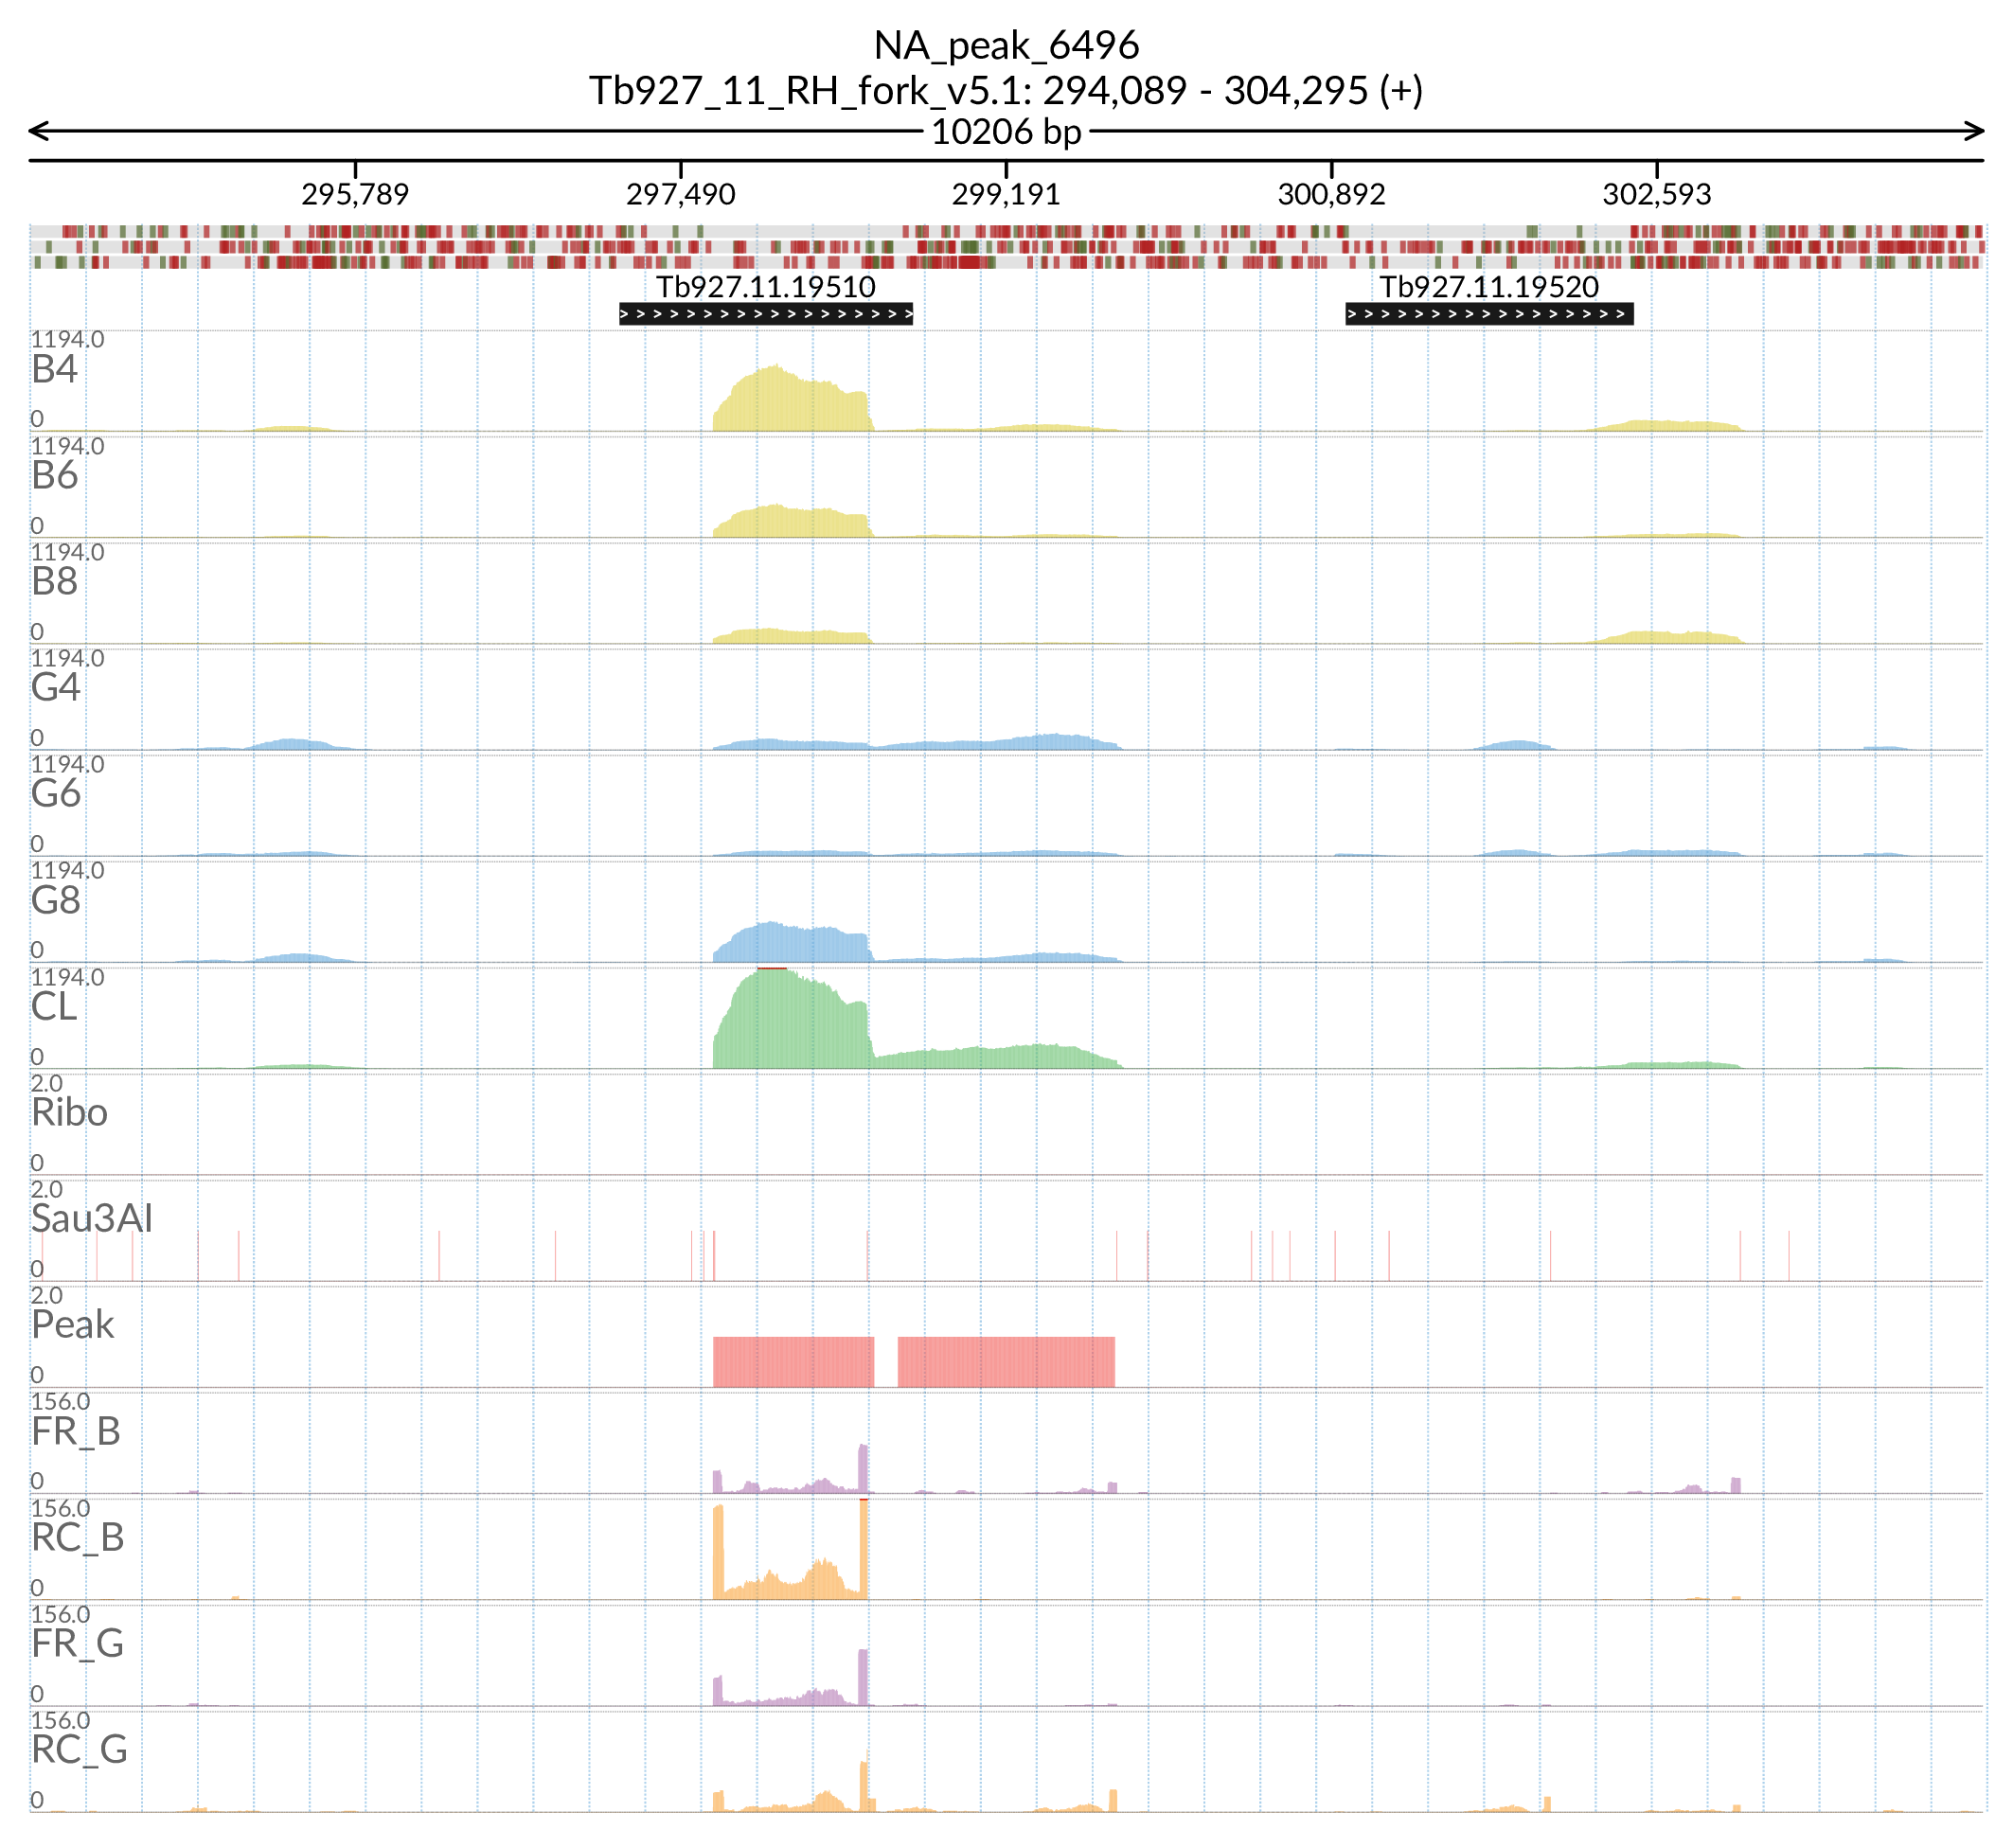 NA_peak_6496
Tb927_11_RH_fork_v5.1: 294,089 - 304,295 (+)
10206 bp
295,789 297,490 299,191 300,892 302,593
Tb927.11.19510 Tb927.11.19520
1194.0
B4
0
1194.0
B6
0
1194.0
B8
0
1194.0
G4
0
1194.0
G6
0
1194.0
G8
0
1194.0
CL
0
2.0
Ribo
0
2.0
Sau3AI
0
2.0
Peak
0
156.0
FR_B
0
156.0
RC_B
0
156.0
FR_G
0
156.0
RC_G
0